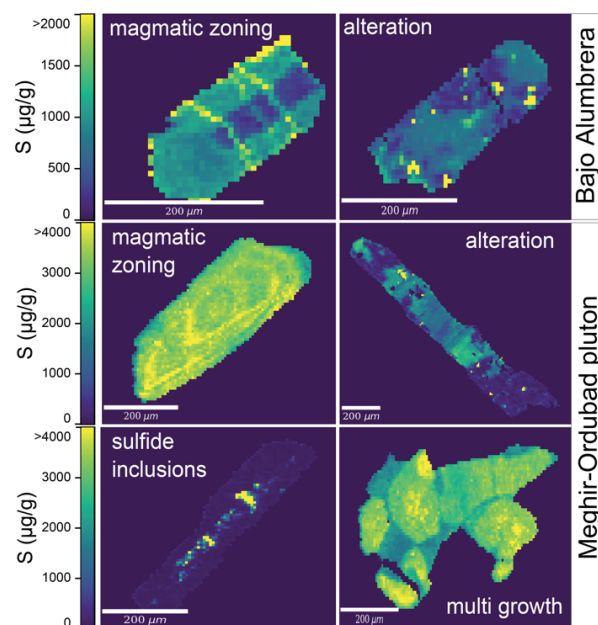 magmatic zoning
alteration
>2000
1500
1000
500
0
S (µg/g)
200 µm
200 µm
Bajo Alumbrera
magmatic
zoning
alteration
>4000
3000
2000
1000
0
S (µg/g)
200 µm
200 µm
Meghir-Ordubad pluton
sulfide
inclusions
>4000
3000
2000
1000
0
S (µg/g)
200 µm
multi growth
200 µm